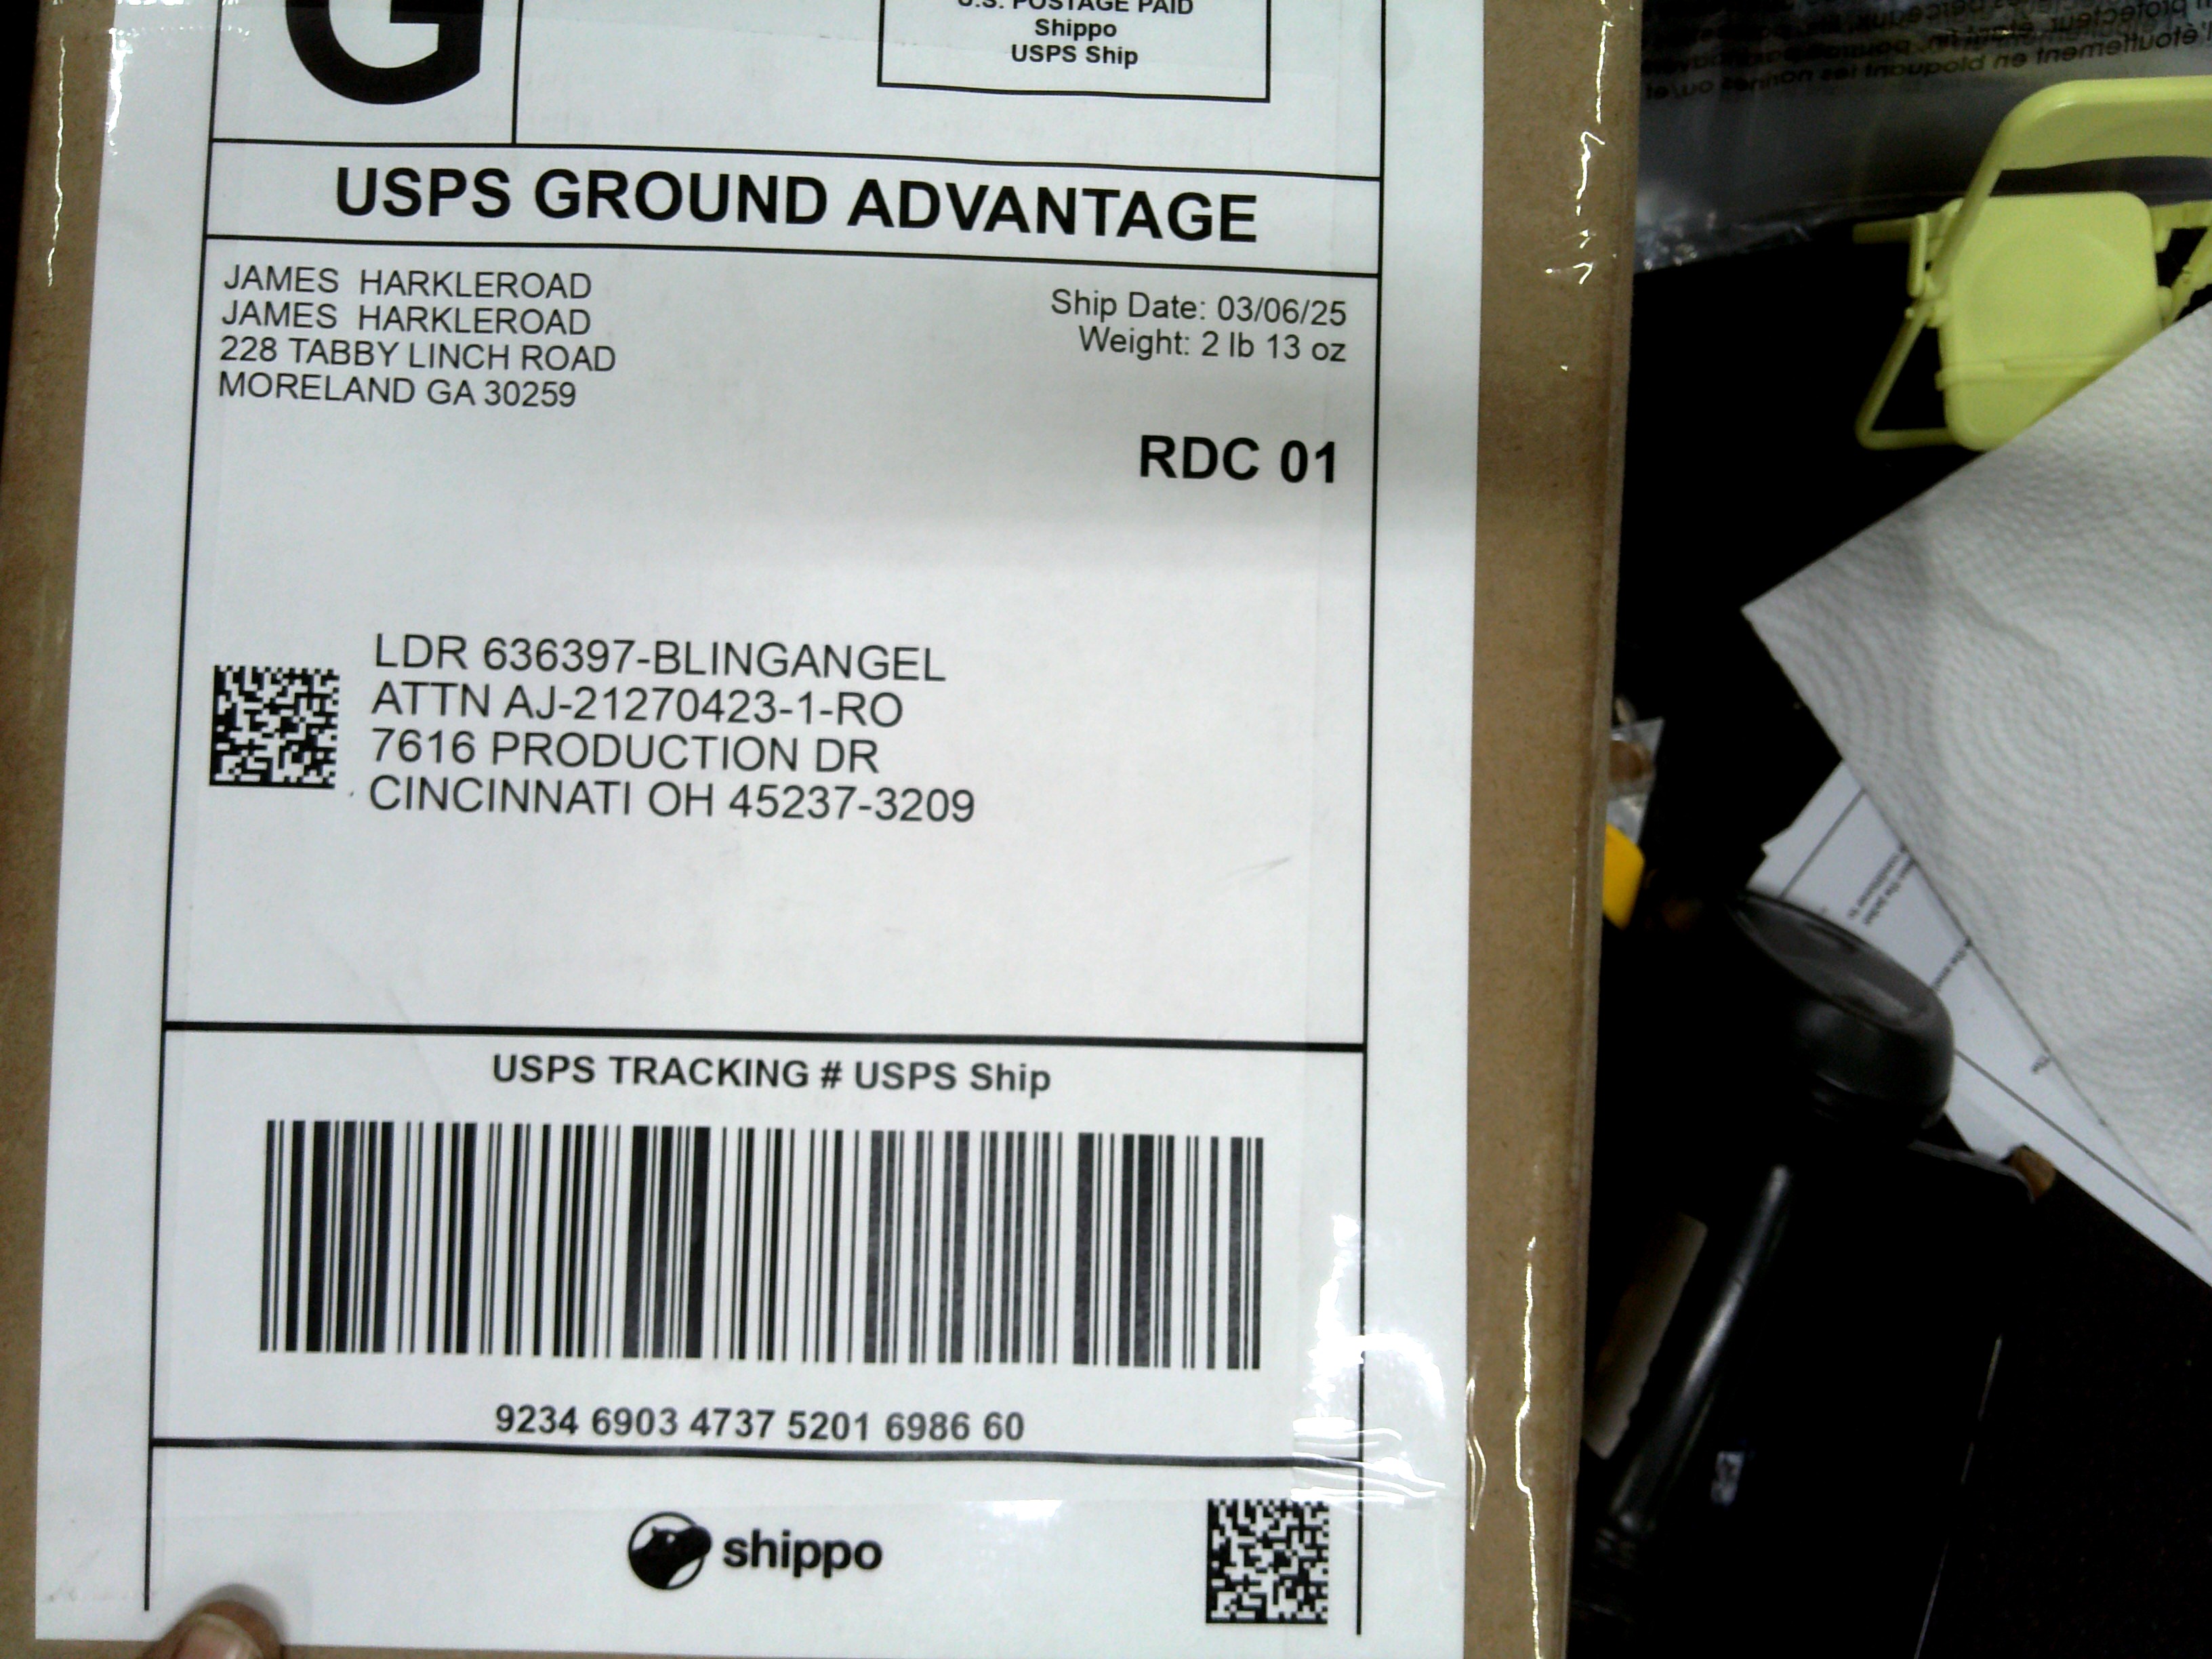 G
U.S. POSTAGE PAID
Shippo
USPS Ship
USPS GROUND ADVANTAGE
JAMES HARKLEROAD
JAMES HARKLEROAD
228 TABBY LINCH ROAD
MORELAND GA 30259
Ship Date: 03/06/25
Weight: 2 lb 13 oz
RDC 01
LDR 636397-BLINGANGEL
ATTN AJ-21270423-1-RO
7616 PRODUCTION DR
CINCINNATI OH 45237-3209
USPS TRACKING # USPS Ship
9234 6903 4737 5201 6986 60
shippo
l'étouffement en bloquant